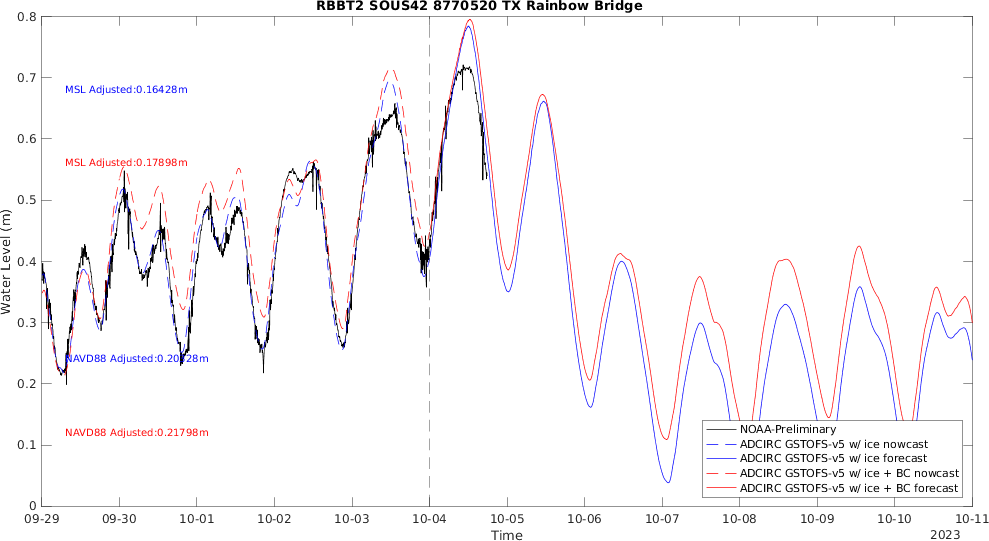 RBBT2 SOUS42 8770520 TX Rainbow Bridge
0.8
0.7
0.6
0.5
0.4
0.3
0.2
0.1
0
Water Level (m)
MSL Adjusted:0.16428m
MSL Adjusted:0.17898m
NAVD88 Adjusted:0.20328m
NAVD88 Adjusted:0.21798m
NOAA-Preliminary
ADCIRC GSTOFS-v5 w/ ice nowcast
ADCIRC GSTOFS-v5 w/ ice forecast
ADCIRC GSTOFS-v5 w/ ice + BC nowcast
ADCIRC GSTOFS-v5 w/ ice + BC forecast
09-29 09-30 10-01 10-02 10-03 10-04 10-05 10-06 10-07 10-08 10-09 10-10 10-11
Time
2023